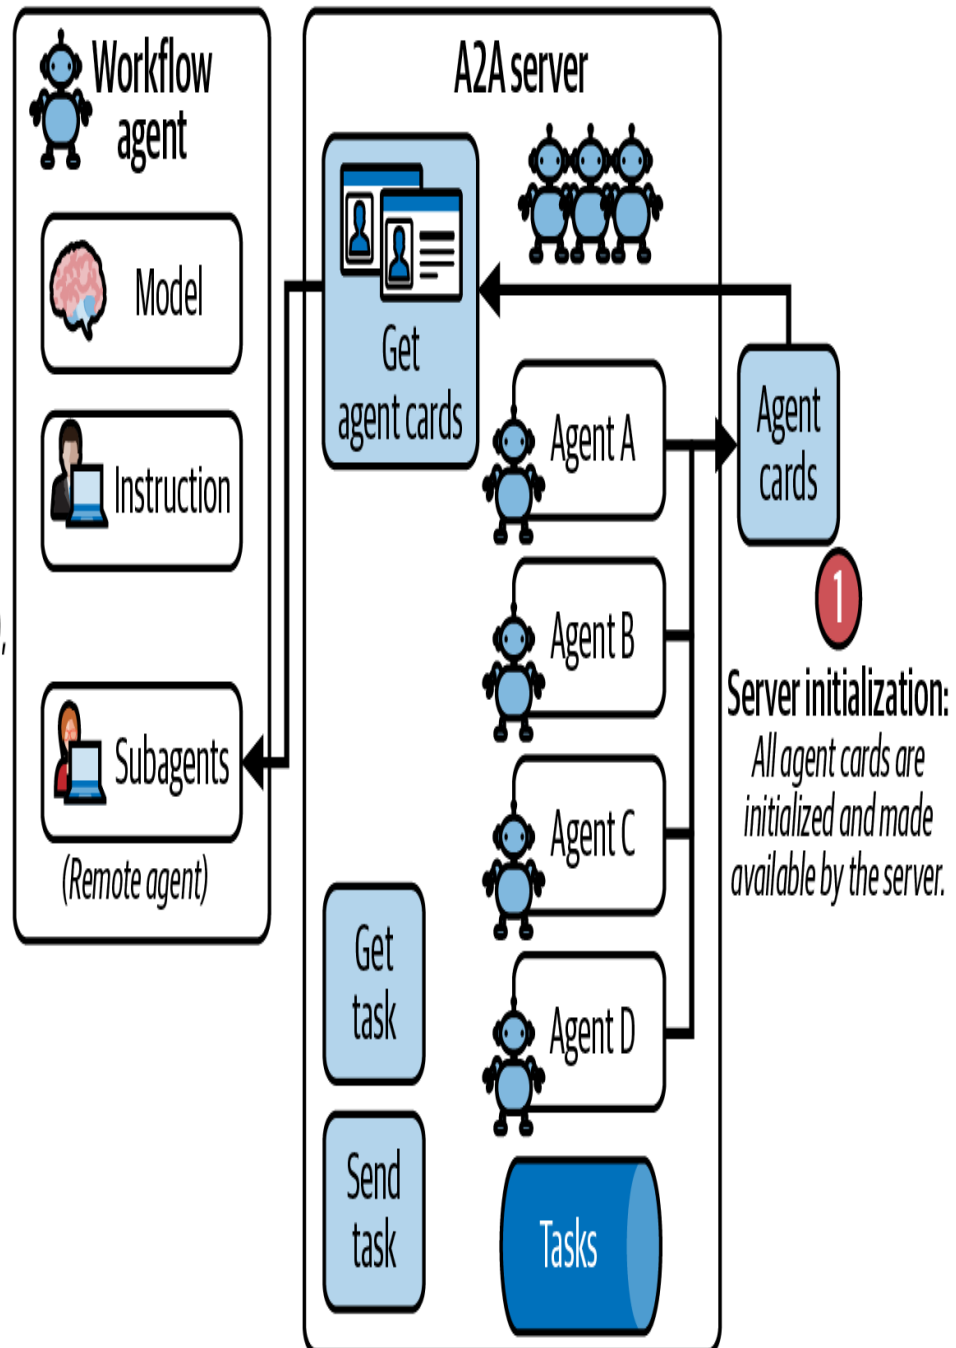 Workflow
agent
Model
Instruction
Subagents
(Remote agent)
A2A server
Get
agent cards
Agent A
Agent B
Agent C
Agent D
Get
task
Send
task
Tasks
Agent
cards
1
Server initialization:
All agent cards are
initialized and made
available by the server.